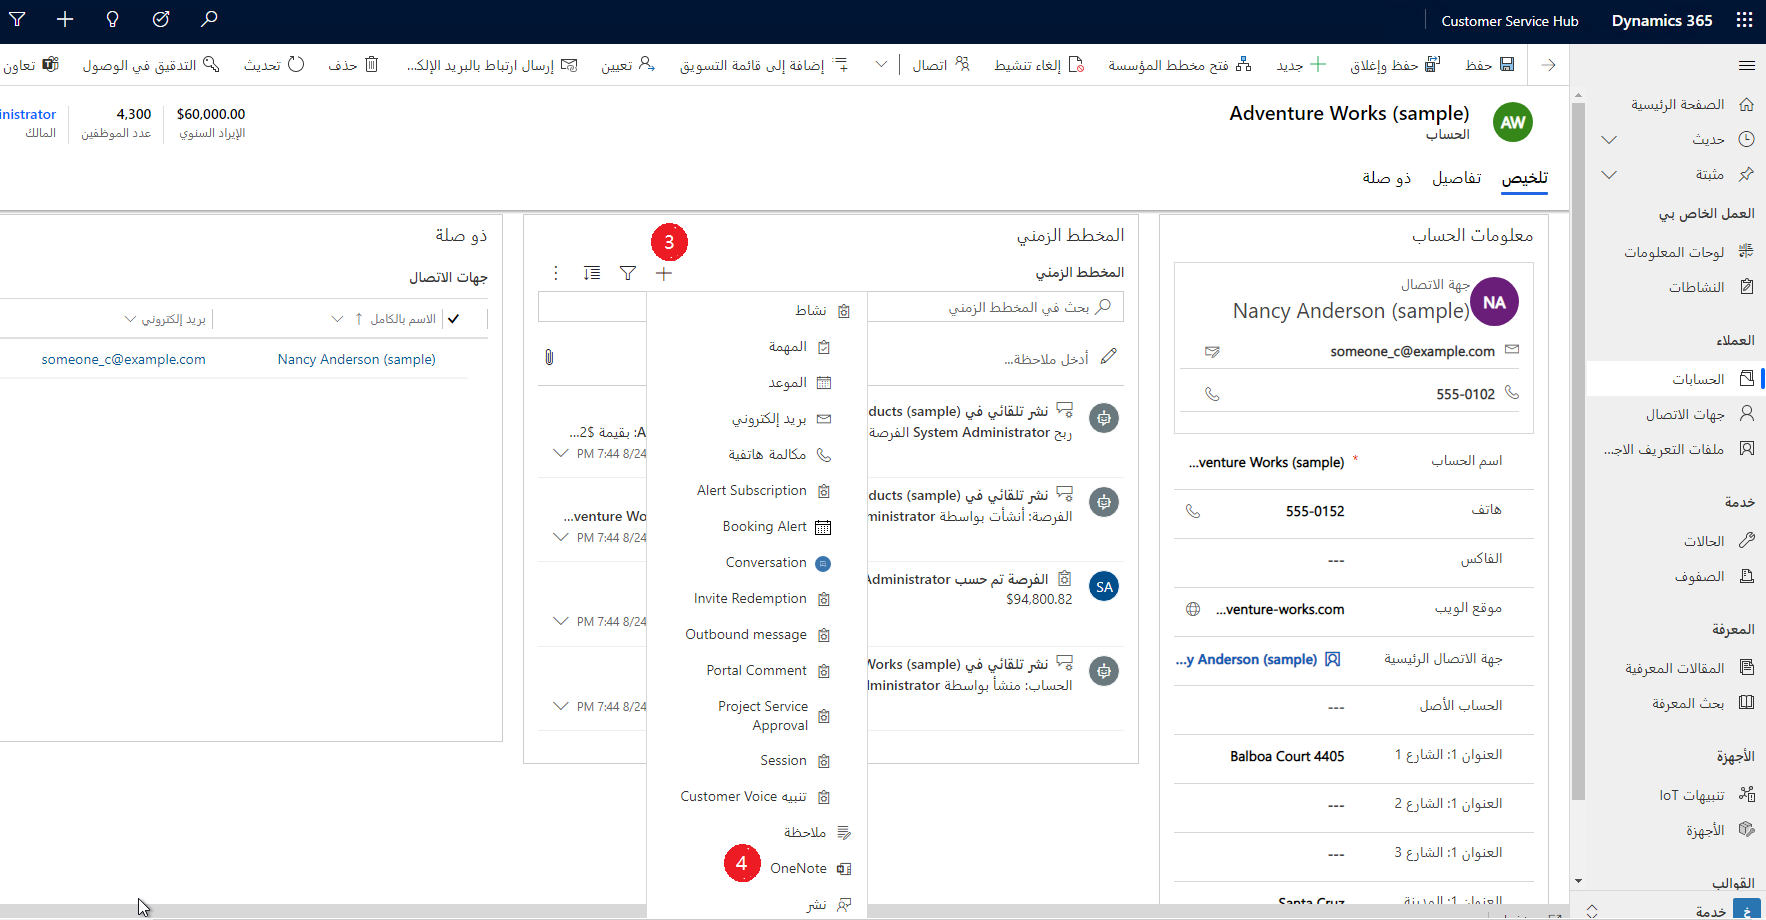 Dynamics 365
Customer Service Hub
حفظ
حفظ وإغلاق
جديد
فتح مخطط المؤسسة
إلغاء تنشيط
اتصال
إضافة إلى قائمة التسويق
تعيين
إرسال ارتباط بالبريد الإلك...
حذف
تحديث
التدقيق في الوصول
تعاون
الصفحة الرئيسية
حديث
مثبتة
العمل الخاص بي
لوحات المعلومات
النشاطات
العملاء
الحسابات
جهات الاتصال
ملفات التعريف الاجـ...
خدمة
الحالات
الصفوف
المعرفة
المقالات المعرفية
بحث المعرفة
الأجهزة
تنبيهات IoT
الأجهزة
القوالب
خدمة
خ
AW
Adventure Works (sample)
الحساب
$60,000.00
الإيراد السنوي
4,300
عدد الموظفين
inistrator
المالك
تلخيص
تفاصيل
ذو صلة
معلومات الحساب
جهة الاتصال
NA
Nancy Anderson (sample)
someone_c@example.com
555-0102
اسم الحساب
* ...venture Works (sample)
هاتف
555-0152
الفاكس
---
موقع الويب
...venture-works.com
جهة الاتصال الرئيسية
...y Anderson (sample)
الحساب الأصل
---
العنوان 1: الشارع 1
4405 Balboa Court
العنوان 1: الشارع 2
---
العنوان 1: الشارع 3
---
العنوان 1: المدينة
Santa Cruz
المخطط الزمني
3
المخطط الزمني
بحث في المخطط الزمني
أدخل ملاحظة...
نشر تلقائي في ducts (sample)
ربح System Administrator الفرصة
A: بقيمة $2...
PM 7:44 8/24
نشر تلقائي في ducts (sample)
الفرصة: أنشأت بواسطة ministrator
...venture Wo
PM 7:44 8/24
SA
الفرصة تم حسب Administrator
$94,800.82
PM 7:44 8/24
نشر تلقائي في Works (sample)
الحساب: منشأ بواسطة dministrator
PM 7:44 8/24
نشاط
المهمة
الموعد
بريد إلكتروني
مكالمة هاتفية
Alert Subscription
Booking Alert
Conversation
Invite Redemption
Outbound message
Portal Comment
Project Service
Approval
Session
تنبيه Customer Voice
ملاحظة
OneNote
4
نشر
ذو صلة
جهات الاتصال
الاسم بالكامل ↑
بريد إلكتروني
Nancy Anderson (sample)
someone_c@example.com